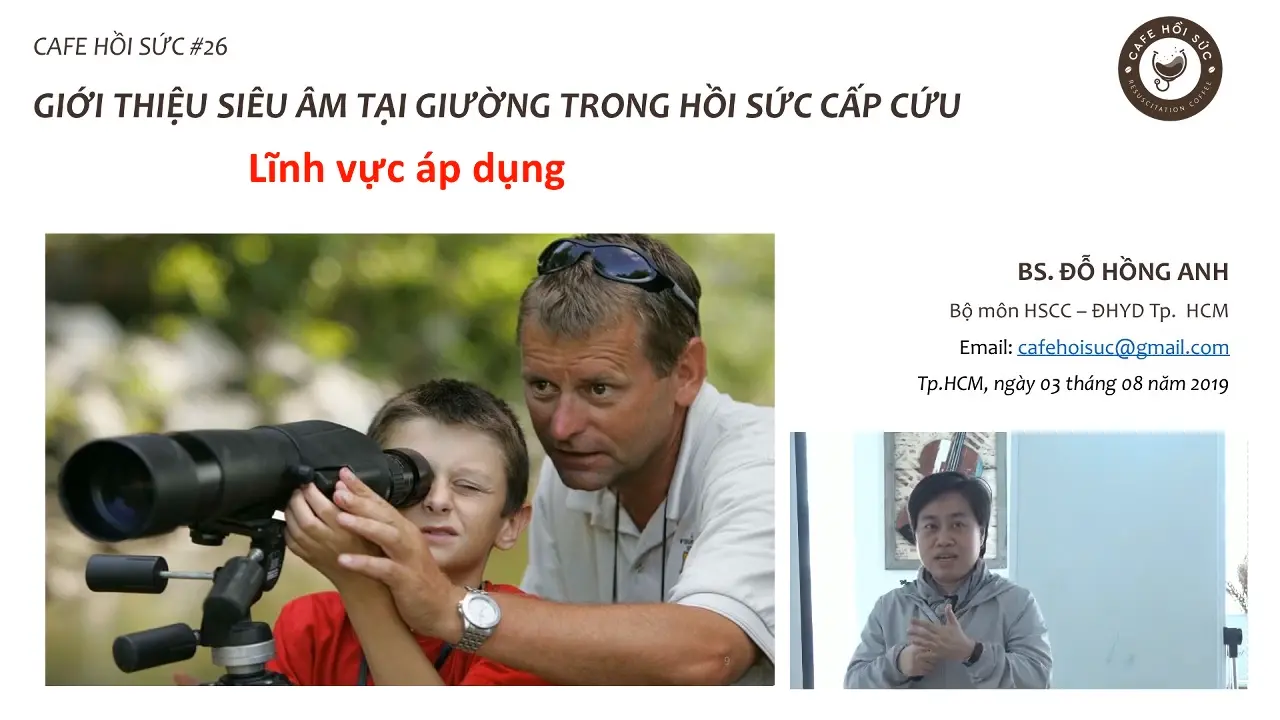 CAFE HỒI SỨC #26
CAFE HỒI SỨC
RESUSCITATION COFFEE
GIỚI THIỆU SIÊU ÂM TẠI GIƯỜNG TRONG HỒI SỨC CẤP CỨU
Lĩnh vực áp dụng
BS. ĐỖ HỒNG ANH
Bộ môn HSCC – ĐHYD Tp. HCM
Email: cafehoisuc@gmail.com
Tp.HCM, ngày 03 tháng 08 năm 2019
9